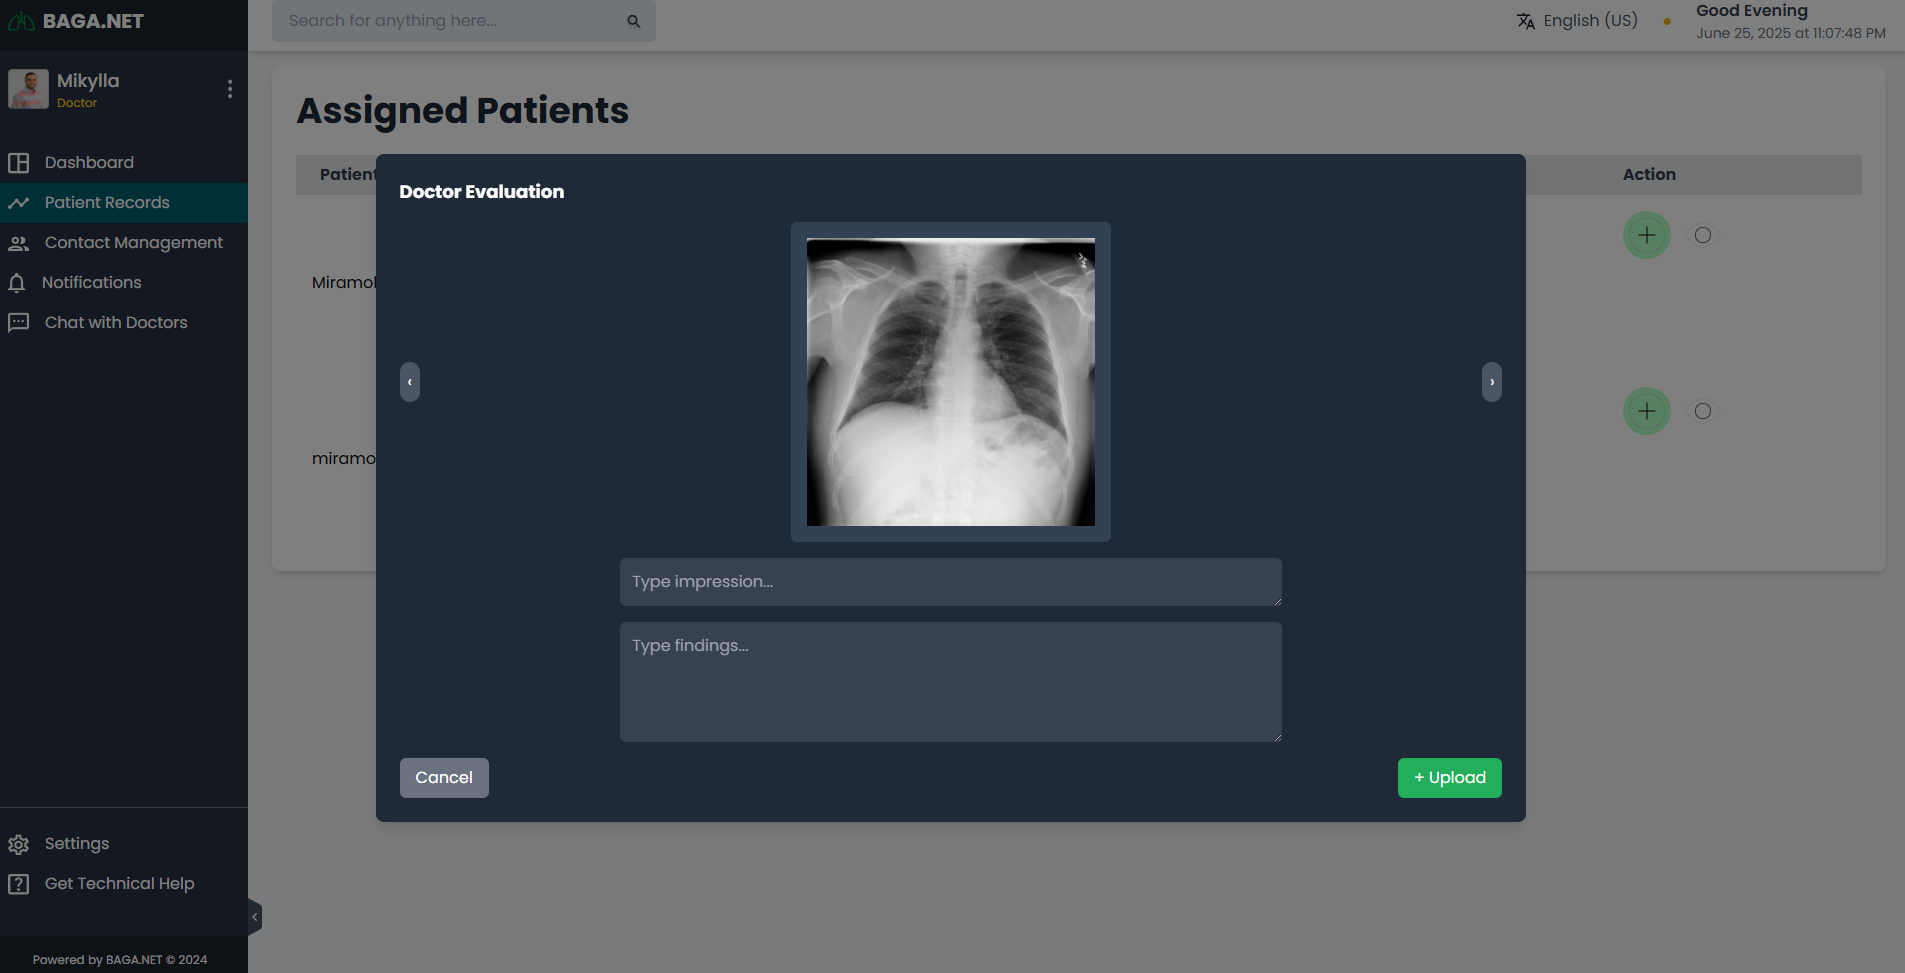 BAGA.NET
Search for anything here...
English (US)
Good Evening
June 25, 2025 at 11:07:48 PM
Mikylla
Doctor
Dashboard
Patient Records
Contact Management
Notifications
Chat with Doctors
Settings
Get Technical Help
Powered by BAGA.NET © 2024
Assigned Patients
Patient
Action
miramo
Doctor Evaluation
‹
›
Type impression...
Type findings...
Cancel
+ Upload